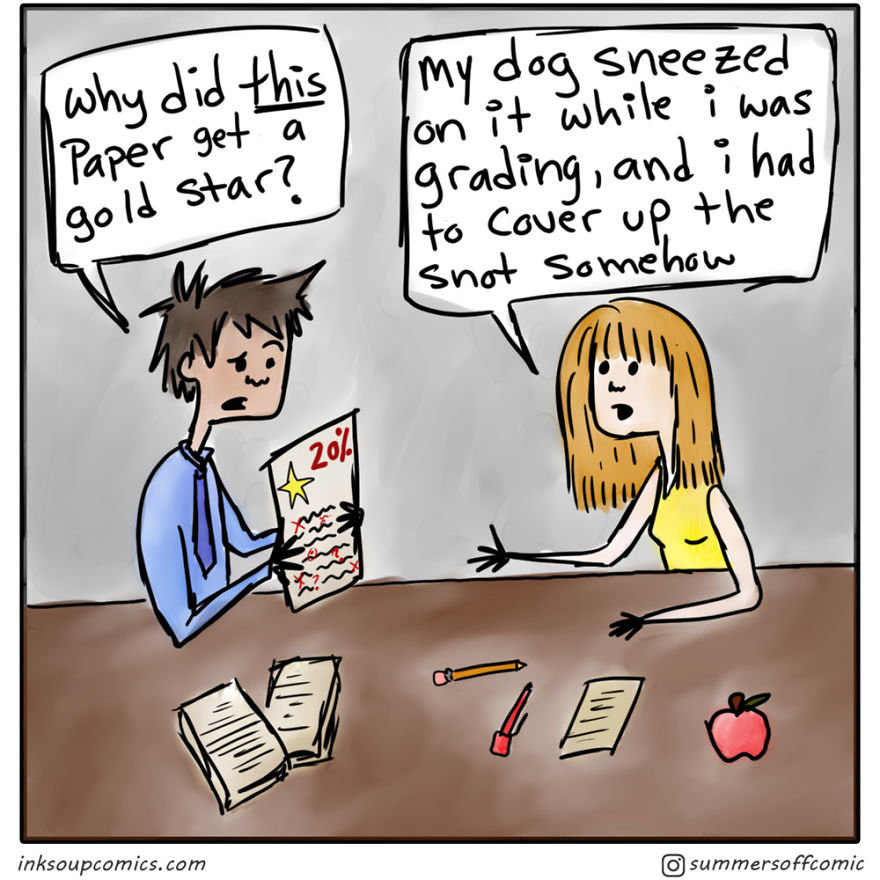 why did this
Paper get a
gold star?
my dog sneezed
on it while i was
grading, and i had
to cover up the
snot somehow
20%
x
?
x ?
x
inksoupcomics.com
summersoffcomic